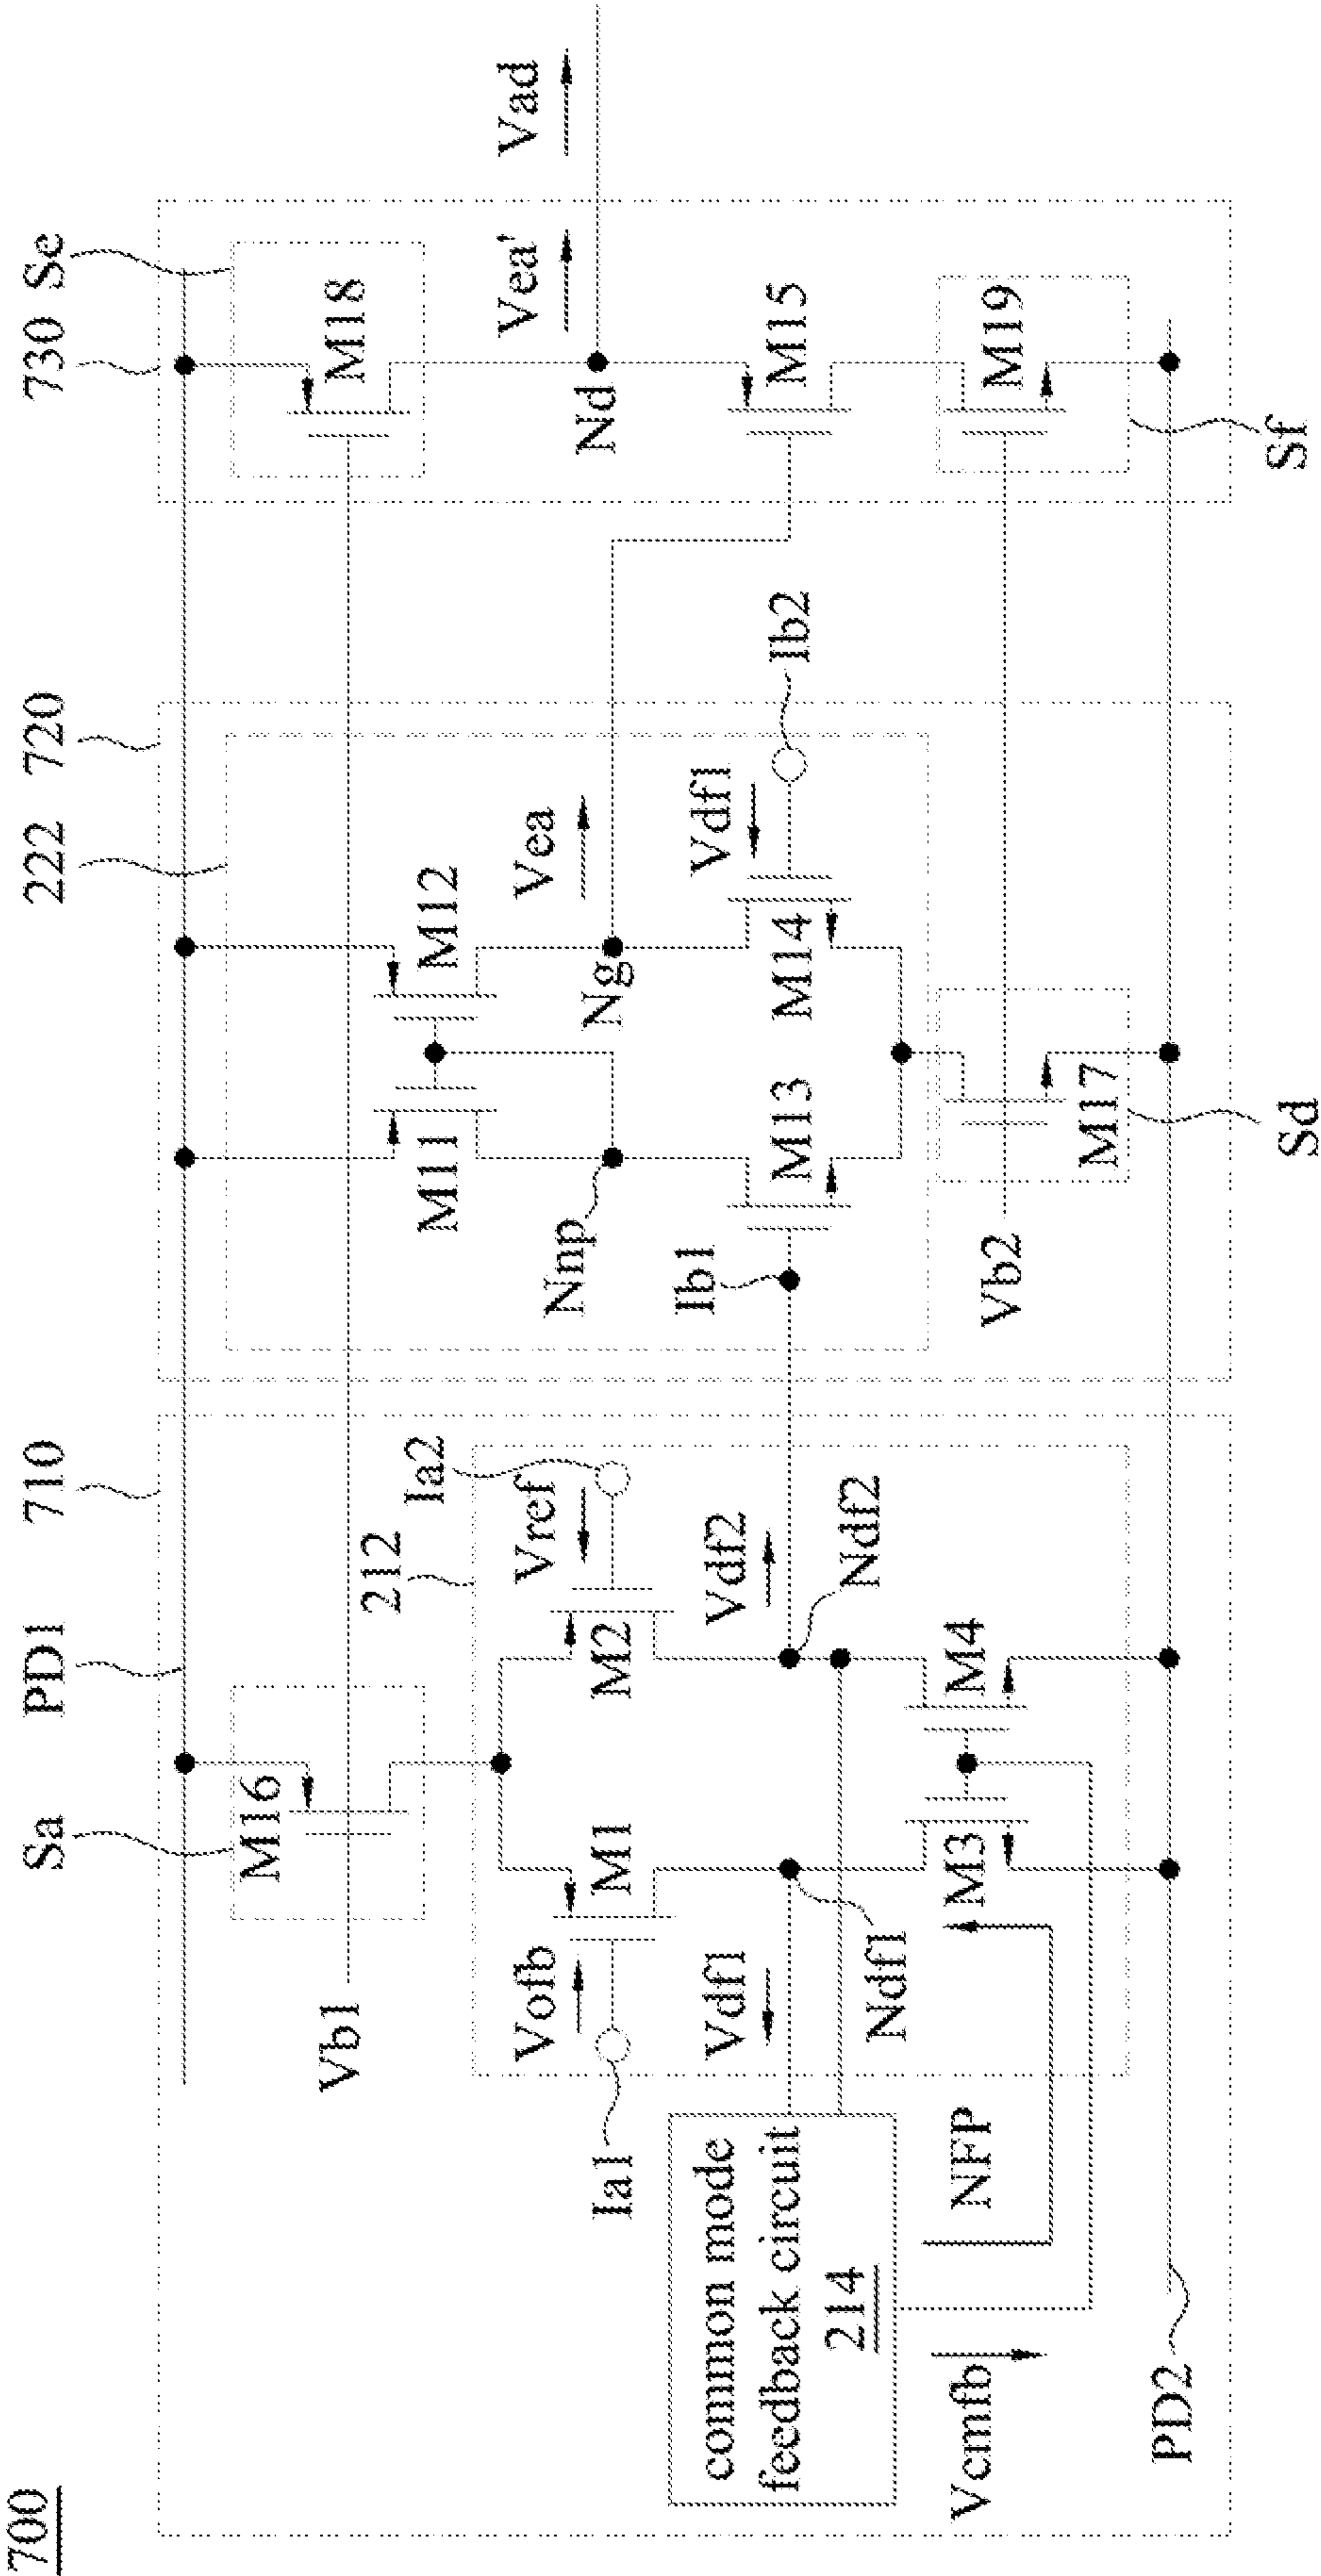 700
Sa
PD1
710
222
720
730
Se
M16
Vb1
212
Ia2
Vofb
Vref
Ia1
M1
M2
Vdf1
Vdf2
Ndf1
Ndf2
common mode
feedback circuit
214
NFP
Vcmfb
M3
M4
PD2
M11
M12
Nnp
Ng
Vea
Ib1
M13
M14
Vdf1
Ib2
Vb2
M17
Sd
M18
Nd
Vea'
Vad
M15
M19
Sf